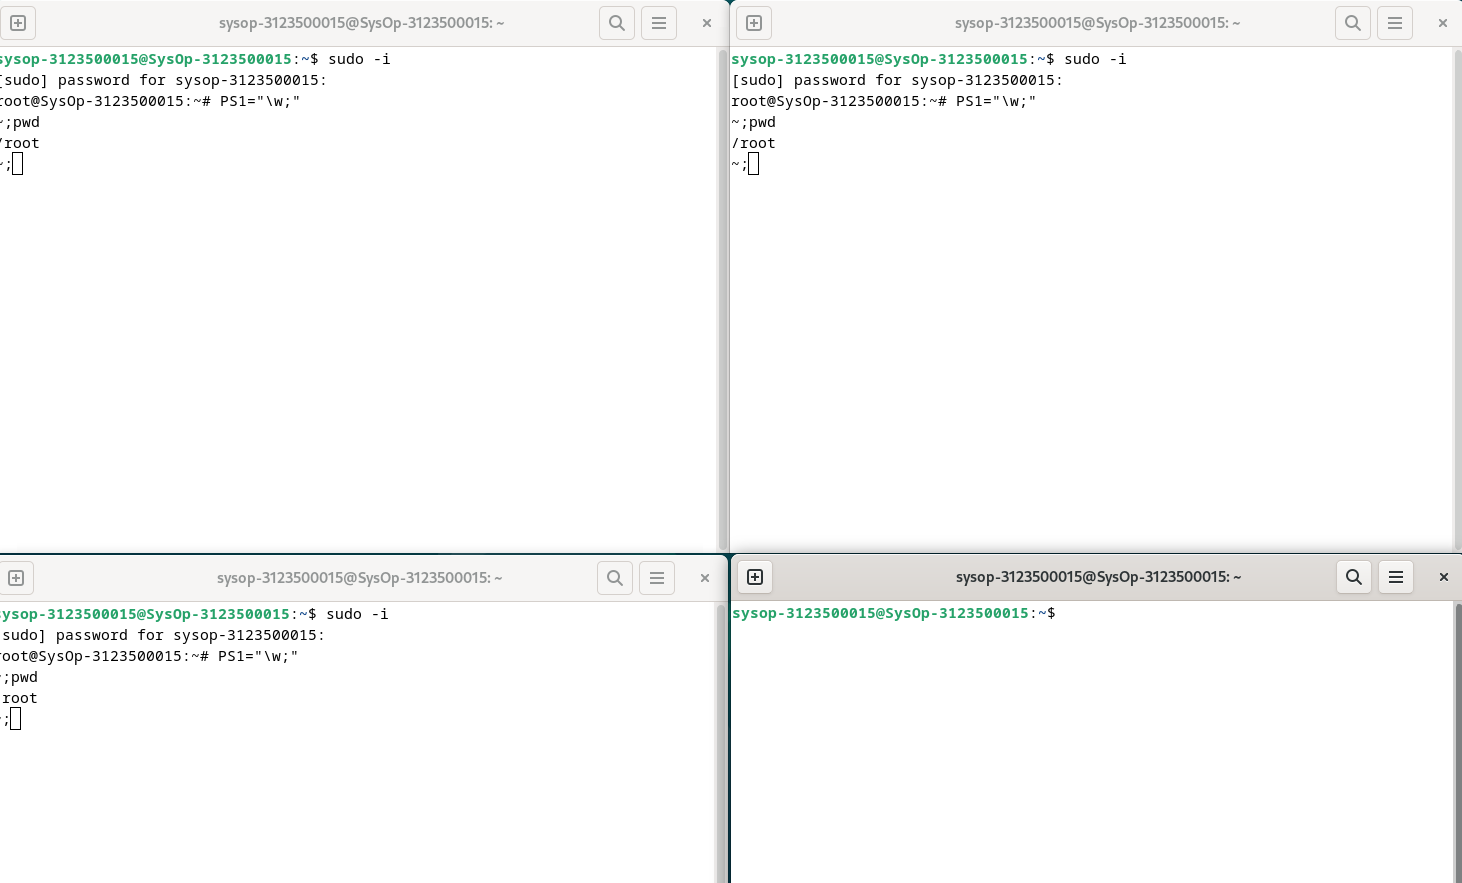 sysop-3123500015@SysOp-3123500015: ~
sysop-3123500015@SysOp-3123500015:~$ sudo -i
[sudo] password for sysop-3123500015:
root@SysOp-3123500015:~# PS1="\w;"
~;pwd
/root
~;
sysop-3123500015@SysOp-3123500015: ~
sysop-3123500015@SysOp-3123500015:~$ sudo -i
[sudo] password for sysop-3123500015:
root@SysOp-3123500015:~# PS1="\w;"
~;pwd
/root
~;
sysop-3123500015@SysOp-3123500015: ~
sysop-3123500015@SysOp-3123500015:~$ sudo -i
sudo] password for sysop-3123500015:
root@SysOp-3123500015:~# PS1="\w;"
~;pwd
root
~;
sysop-3123500015@SysOp-3123500015: ~
sysop-3123500015@SysOp-3123500015:~$